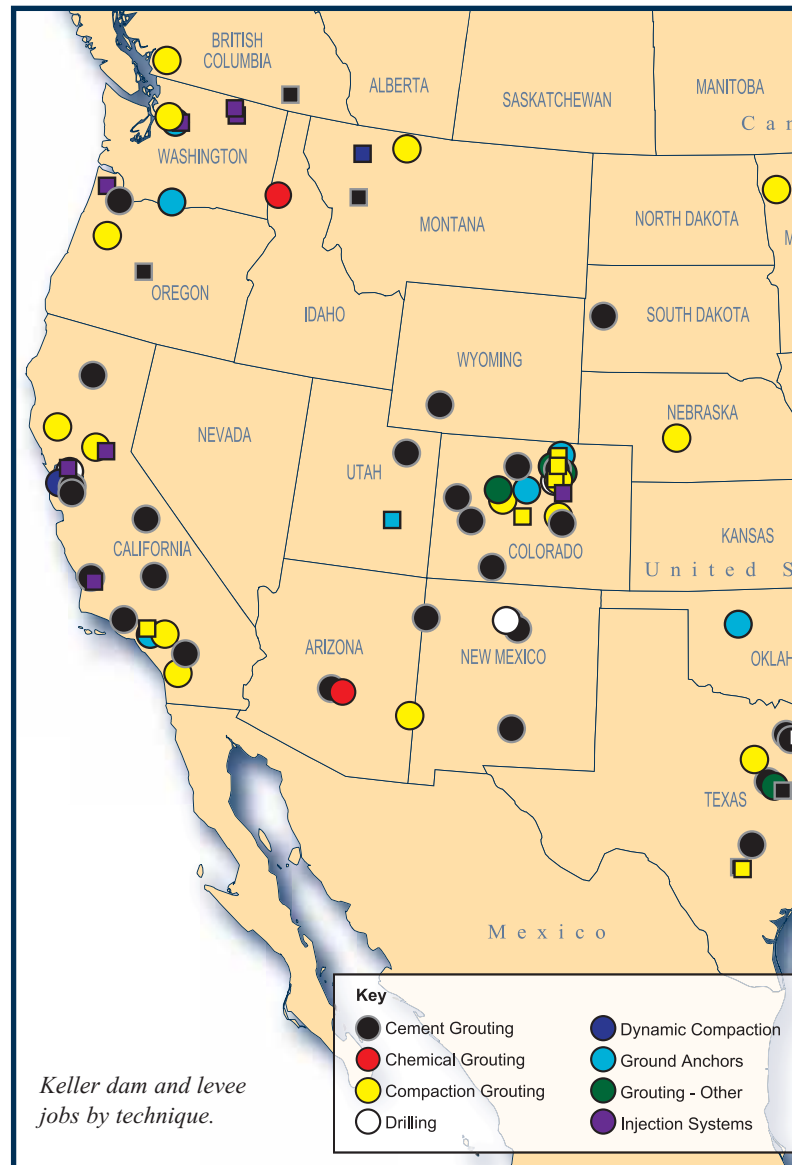 BRITISH
COLUMBIA
ALBERTA
SASKATCHEWAN
MANITOBA
Can
WASHINGTON
MONTANA
NORTH DAKOTA
M
OREGON
IDAHO
SOUTH DAKOTA
WYOMING
NEBRASKA
NEVADA
UTAH
CALIFORNIA
COLORADO
KANSAS
United S
ARIZONA
NEW MEXICO
OKLAH
TEXAS
Mexico
Key
Cement Grouting
Chemical Grouting
Compaction Grouting
Drilling
Dynamic Compaction
Ground Anchors
Grouting - Other
Injection Systems
Keller dam and levee
jobs by technique.